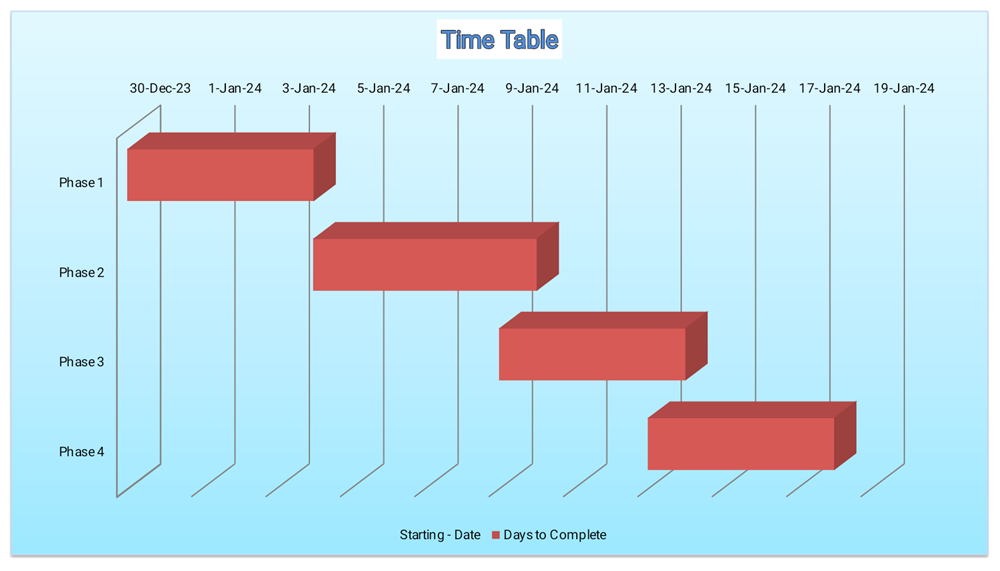 Time Table
30-Dec-23 1-Jan-24 3-Jan-24 5-Jan-24 7-Jan-24 9-Jan-24 11-Jan-24 13-Jan-24 15-Jan-24 17-Jan-24 19-Jan-24
Phase 1
Phase 2
Phase 3
Phase 4
Starting - Date Days to Complete